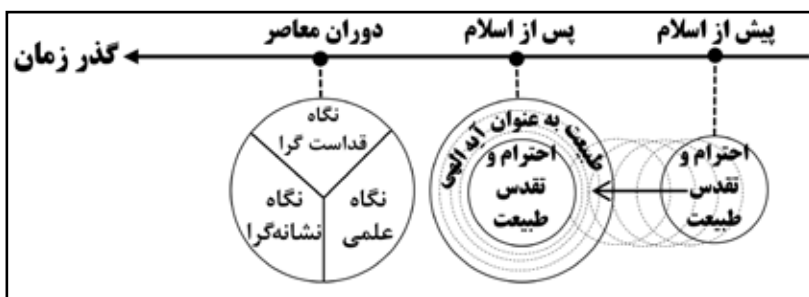 پیش از اسلام
پس از اسلام
دوران معاصر
گذر زمان
احترام و
تقدس
طبیعت
طبیعت به عنوان آیه الهی
احترام و
تقدس
طبیعت
نگاه
قداست گرا
نگاه
علمی
نگاه
نشانه‌گرا